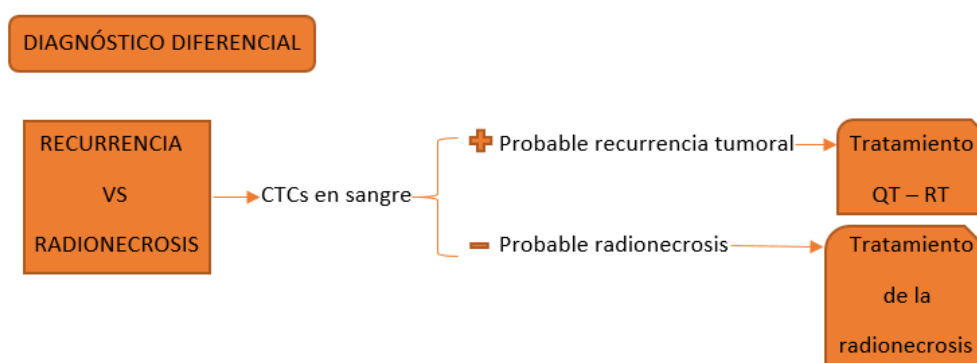 DIAGNÓSTICO DIFERENCIAL
RECURRENCIA
VS
RADIONECROSIS
CTCs en sangre
+ Probable recurrencia tumoral
Tratamiento
QT – RT
– Probable radionecrosis
Tratamiento
de la
radionecrosis